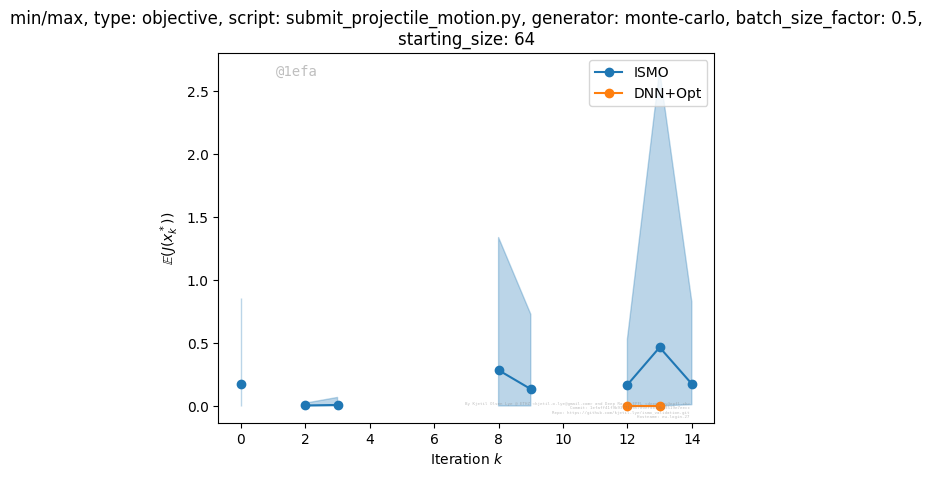 min/max, type: objective, script: submit_projectile_motion.py, generator: monte-carlo, batch_size_factor: 0.5,
starting_size: 64
@1efa
ISMO
DNN+Opt
2.5
2.0
1.5
1.0
0.5
0.0
𝔼(J(x*ₖ))
0 2 4 6 8 10 12 14
Iteration k